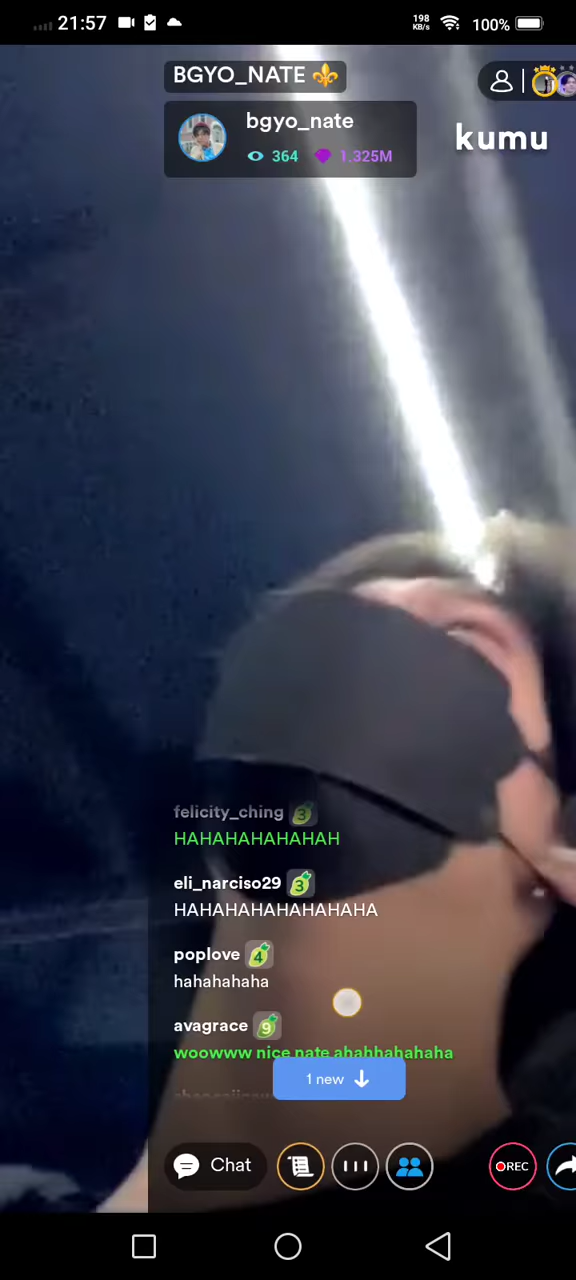 21:57
198
KB/s
100%
BGYO_NATE
bgyo_nate
364
1.325M
kumu
felicity_ching 3
HAHAHAHAHAHAH
eli_narciso29 3
HAHAHAHAHAHAHAHA
poplove 4
hahahahaha
avagrace 9
woowww nice nate ahahhahahaha
1 new
Chat
REC